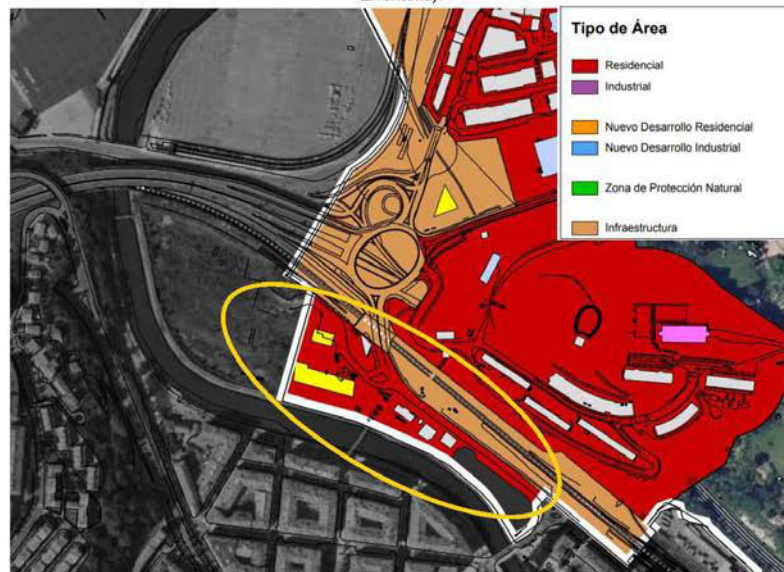 Tipo de Área
Residencial
Industrial
Nuevo Desarrollo Residencial
Nuevo Desarrollo Industrial
Zona de Protección Natural
Infraestructura